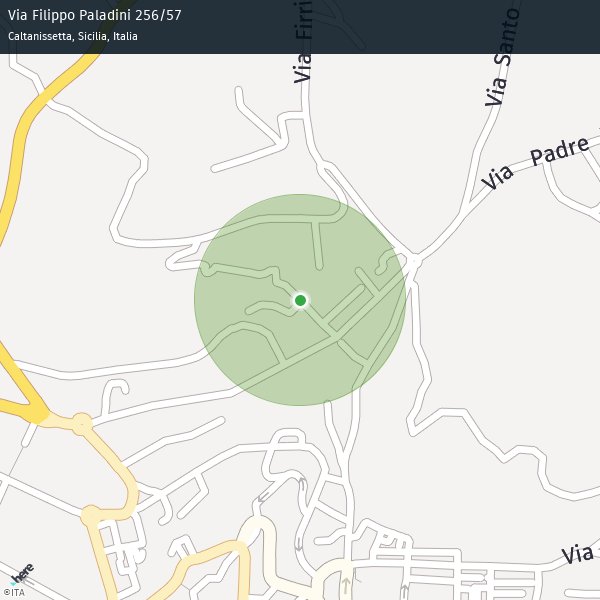 Via Filippo Paladini 256/57
Caltanissetta, Sicilia, Italia
Via Firri
Via Santo
Via Padre
Via
here
©ITA